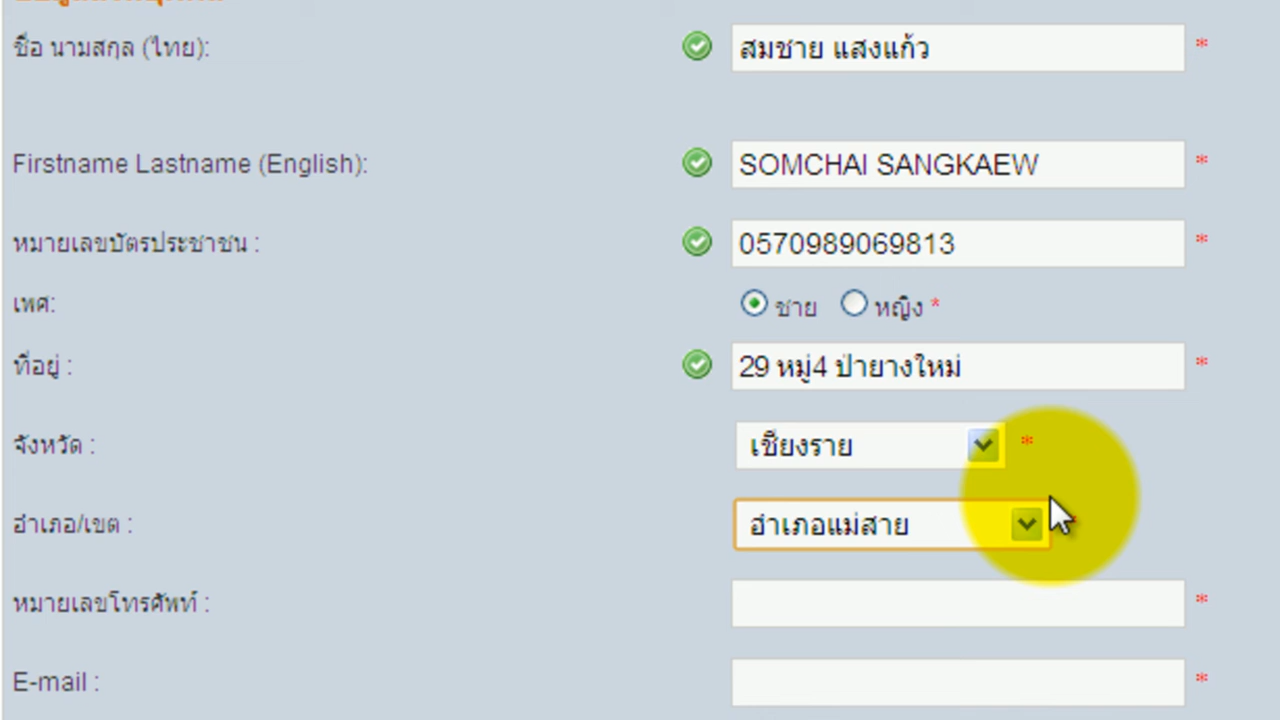 ชื่อ นามสกุล (ไทย): สมชาย แสงแก้ว *
Firstname Lastname (English): SOMCHAI SANGKAEW *
หมายเลขบัตรประชาชน : 0570989069813 *
เพศ: ชาย หญิง *
ที่อยู่ : 29 หมู่4 ป่ายางใหม่ *
จังหวัด : เชียงราย *
อำเภอ/เขต : อำเภอแม่สาย
หมายเลขโทรศัพท์ : *
E-mail : *